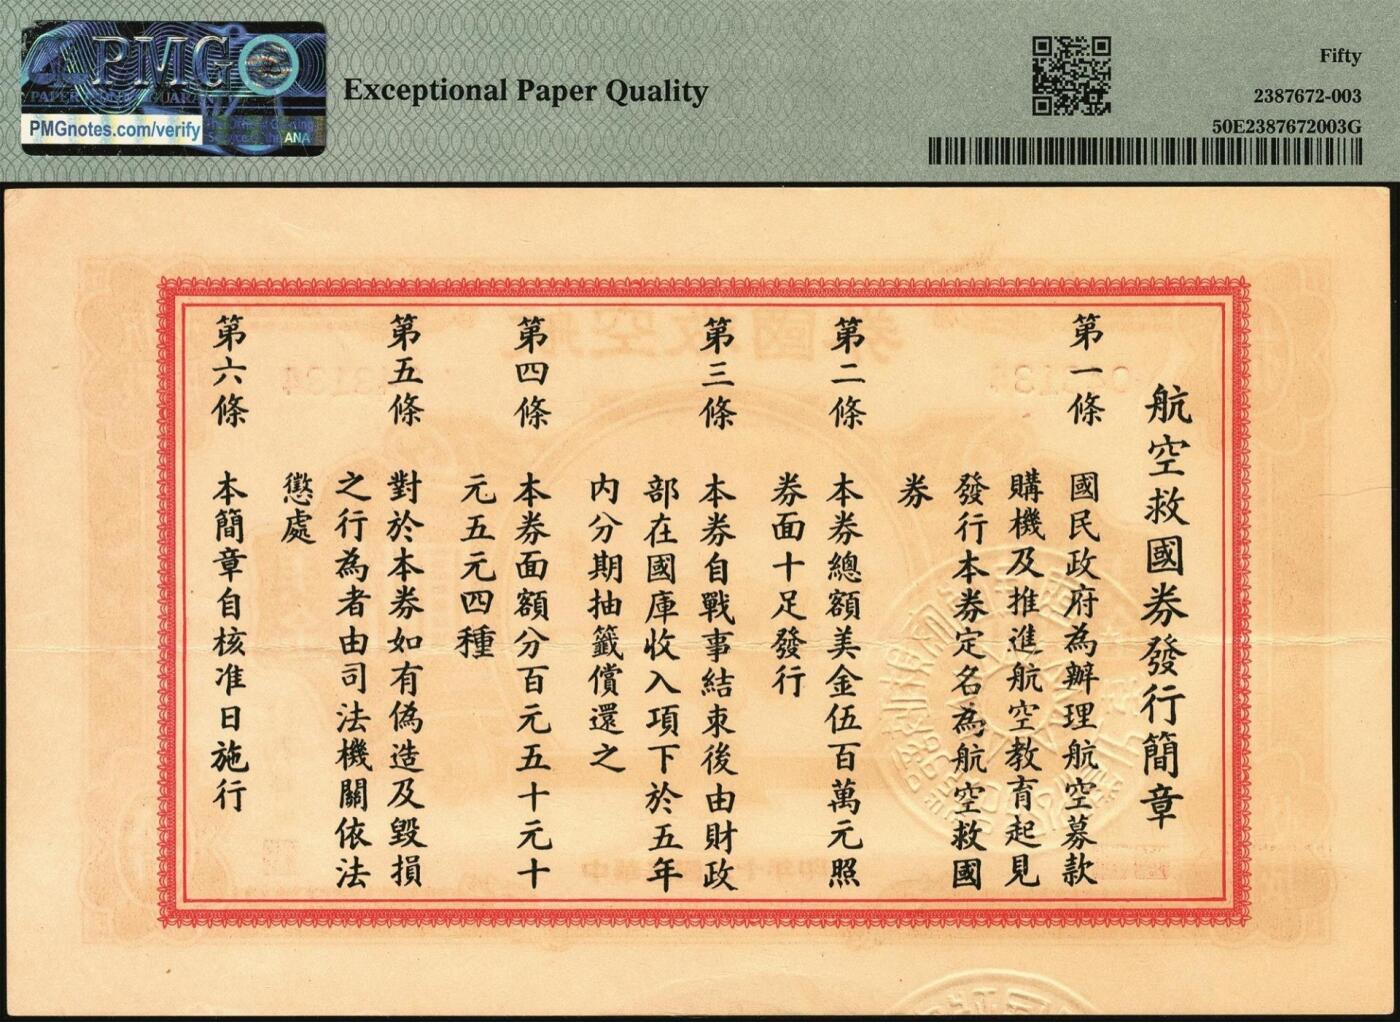 PMG
PMGnotes.com/verify
ANA
Exceptional Paper Quality
Fifty
2387672-003
50E2387672003G
航空救國券發行簡章
第一條 國民政府為辦理航空募款
購機及推進航空教育起見
發行本券定名為航空救國
券
第二條 本券總額美金伍百萬元照
券面十足發行
第三條 本券自戰事結束後由財政
部在國庫收入項下於五年
内分期抽籤償還之
第四條 本券面額分百元五十元十
元五元四種
第五條 對於本券如有偽造及毀損
之行為者由司法機關依法
懲處
第六條 本簡章自核准日施行